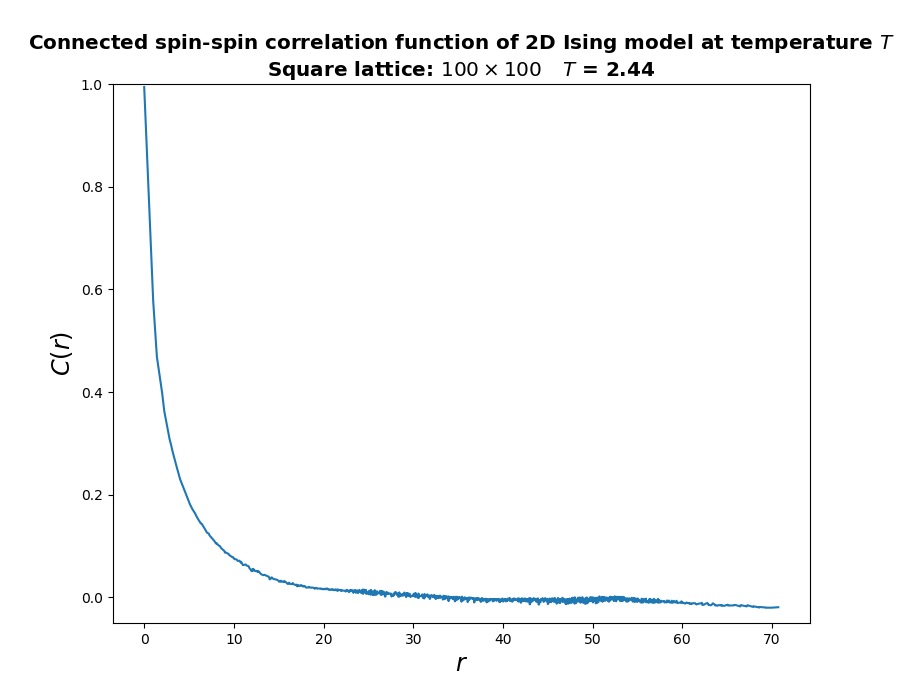 Connected spin-spin correlation function of 2D Ising model at temperature T
Square lattice: 100 × 100 T = 2.44
1.0
0.8
0.6
0.4
0.2
0.0
C(r)
0 10 20 30 40 50 60 70
r